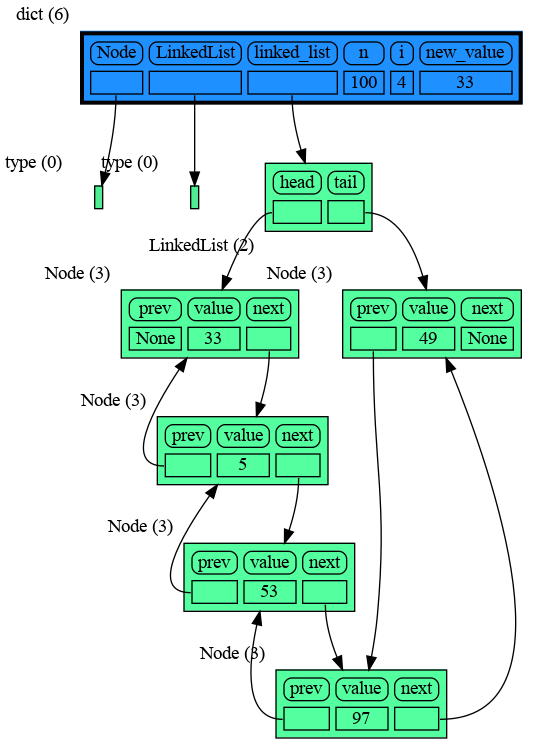 dict (6)
Node LinkedList linked_list n i new_value
100 4 33
type (0) type (0)
head tail
LinkedList (2)
Node (3) Node (3)
prev value next prev value next
None 33 49 None
Node (3)
prev value next
5
Node (3)
prev value next
53
Node (3)
prev value next
97